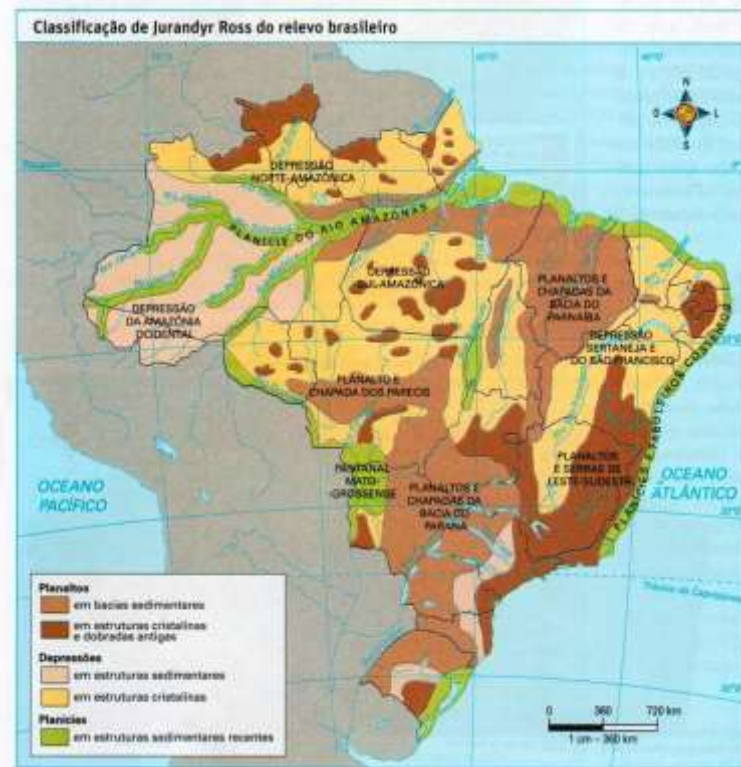 Classificação de Jurandyr Ross do relevo brasileiro
N
O
L
S
DEPRESSÃO
NORTE-AMAZÔNICA
PLANÍCIE DO RIO AMAZONAS
DEPRESSÃO
SUL-AMAZÔNICA
PLANALTOS E
CHAPADAS DA
BACIA DO
PARNAÍBA
DEPRESSÃO
DA AMAZÔNIA
OCIDENTAL
DEPRESSÃO
SERTANEJA E
DO SÃO FRANCISCO
PLANALTO E
CHAPADA DOS PARECIS
PLANÍCIES E TABULEIROS COSTEIROS
PANTANAL
MATO-
GROSSENSE
PLANALTOS E
CHAPADAS DA
BACIA DO
PARANÁ
PLANALTOS
E SERRAS DE
LESTE-SUDESTE
OCEANO
PACÍFICO
OCEANO
ATLÂNTICO
Trópico de Capricórnio
Planaltos
em bacias sedimentares
em estruturas cristalinas
e dobradas antigas
Depressões
em estruturas sedimentares
em estruturas cristalinas
Planícies
em estruturas sedimentares recentes
0 360 720 km
1 cm – 360 km